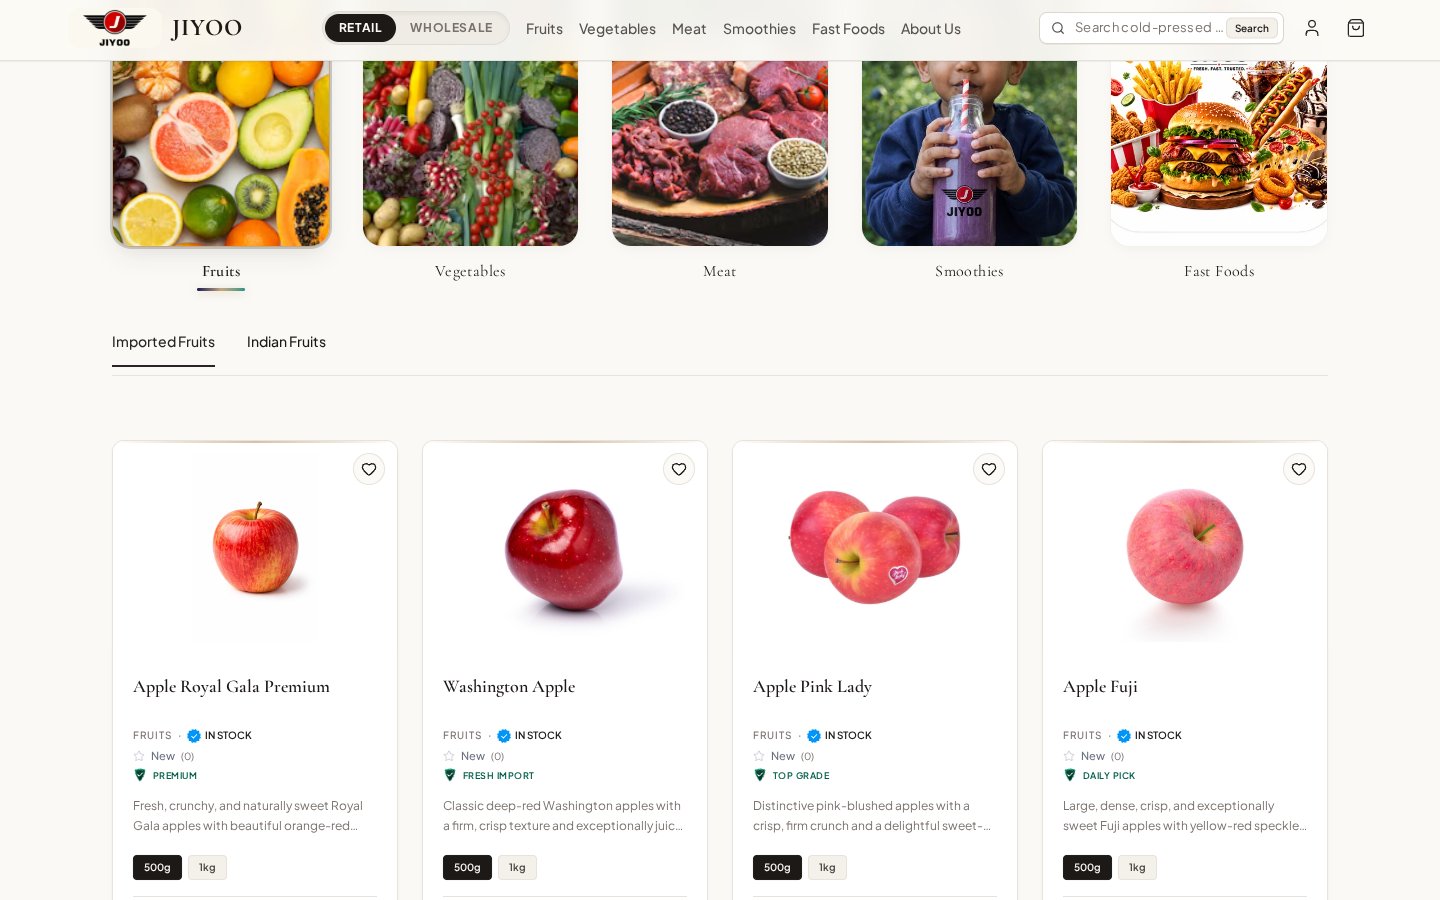 JIYOO
JIYOO
RETAIL
WHOLESALE
Fruits
Vegetables
Meat
Smoothies
Fast Foods
About Us
Search cold-pressed ...
Search
JIYOO
FRESH. FAST. TRUSTED.
Fruits
Vegetables
Meat
Smoothies
Fast Foods
Imported Fruits
Indian Fruits
Apple Royal Gala Premium
FRUITS · IN STOCK
New (0)
PREMIUM
Fresh, crunchy, and naturally sweet Royal
Gala apples with beautiful orange-red...
500g
1kg
Washington Apple
FRUITS · IN STOCK
New (0)
FRESH IMPORT
Classic deep-red Washington apples with
a firm, crisp texture and exceptionally juic...
500g
1kg
Apple Pink Lady
FRUITS · IN STOCK
New (0)
TOP GRADE
Distinctive pink-blushed apples with a
crisp, firm crunch and a delightful sweet-...
500g
1kg
Apple Fuji
FRUITS · IN STOCK
New (0)
DAILY PICK
Large, dense, crisp, and exceptionally
sweet Fuji apples with yellow-red speckle...
500g
1kg